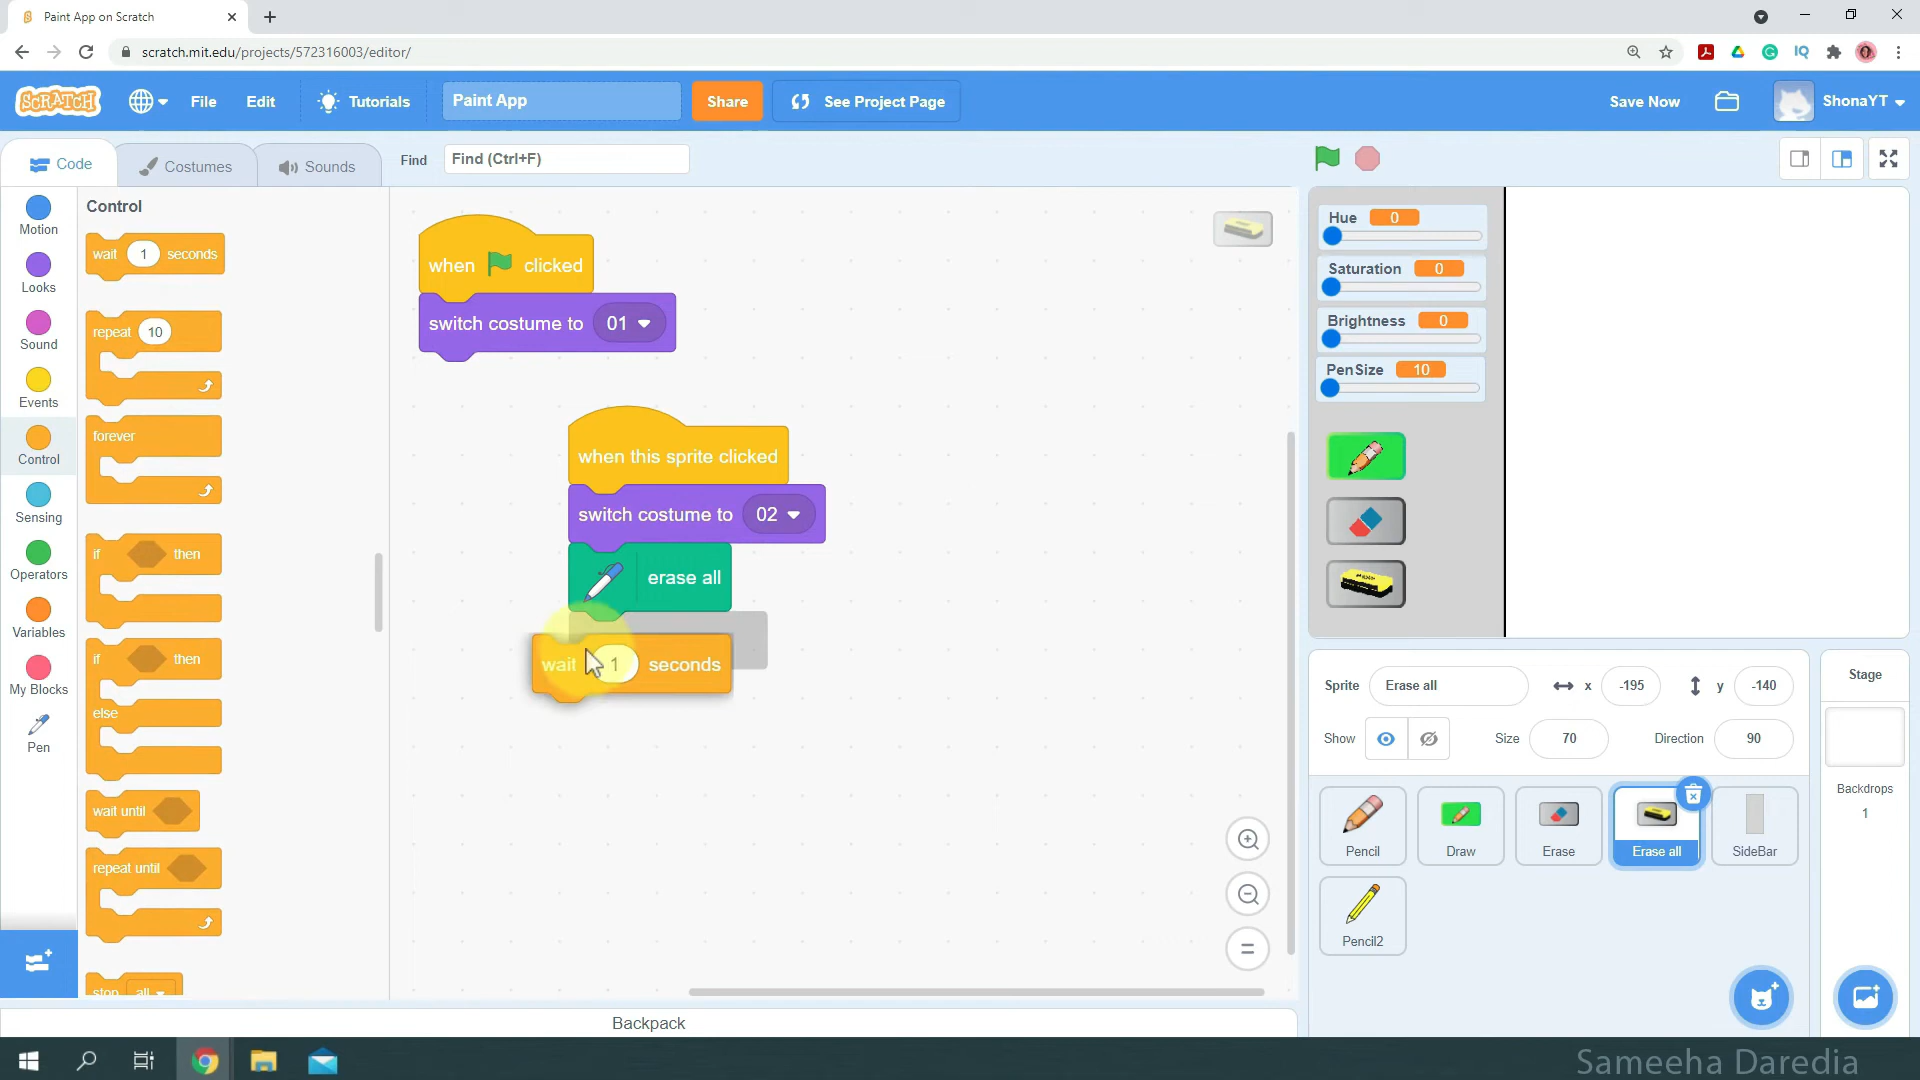 Paint App on Scratch
scratch.mit.edu/projects/572316003/editor/
SCRATCH
File
Edit
Tutorials
Paint App
Share
See Project Page
Save Now
ShonaYT
Code
Costumes
Sounds
Find
Find (Ctrl+F)
Motion
Looks
Sound
Events
Control
Sensing
Operators
Variables
My Blocks
Pen
Control
wait 1 seconds
repeat 10
forever
if then
if then
else
wait until
repeat until
stop all
when clicked
switch costume to 01
when this sprite clicked
switch costume to 02
erase all
wait 1 seconds
Hue 0
Saturation 0
Brightness 0
PenSize 10
Sprite Erase all x -195 y -140
Show Size 70 Direction 90
Pencil
Draw
Erase
Erase all
SideBar
Pencil2
Stage
Backdrops
1
Backpack
Sameeha Daredia